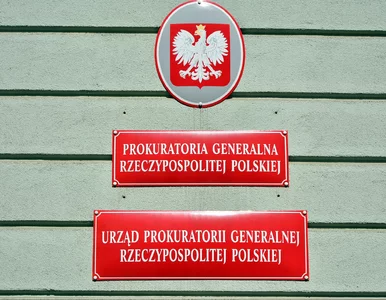 PROKURATORIA GENERALNA
RZECZYPOSPOLITEJ POLSKIEJ
URZĄD PROKURATORII GENERALNEJ
RZECZYPOSPOLITEJ POLSKIEJ